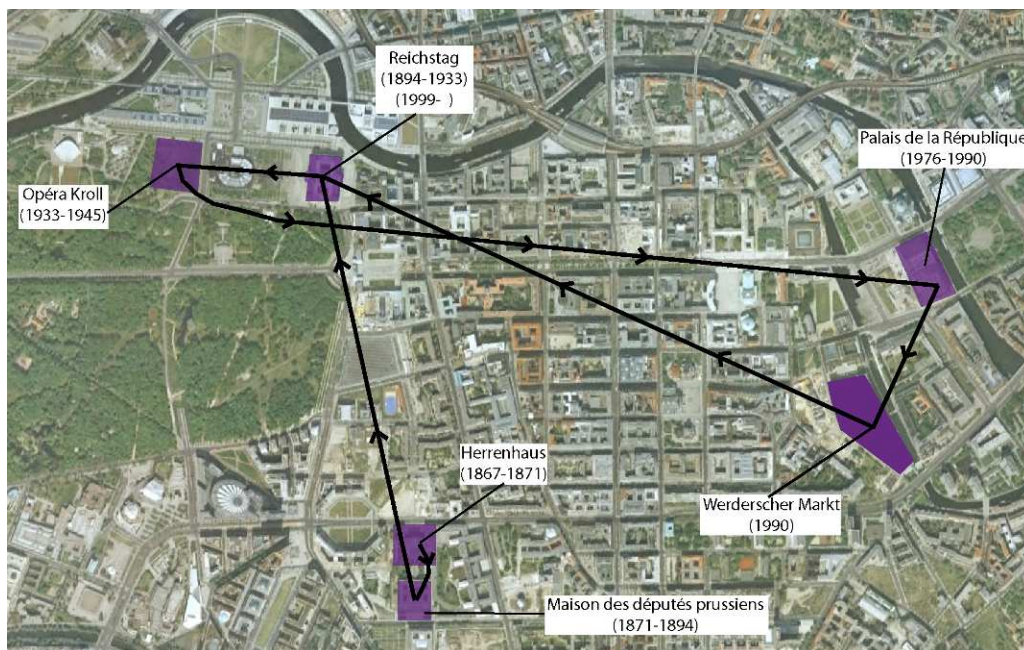 Reichstag
(1894-1933)
(1999- )
Palais de la République
(1976-1990)
Opéra Kroll
(1933-1945)
Herrenhaus
(1867-1871)
Werderscher Markt
(1990)
Maison des députés prussiens
(1871-1894)